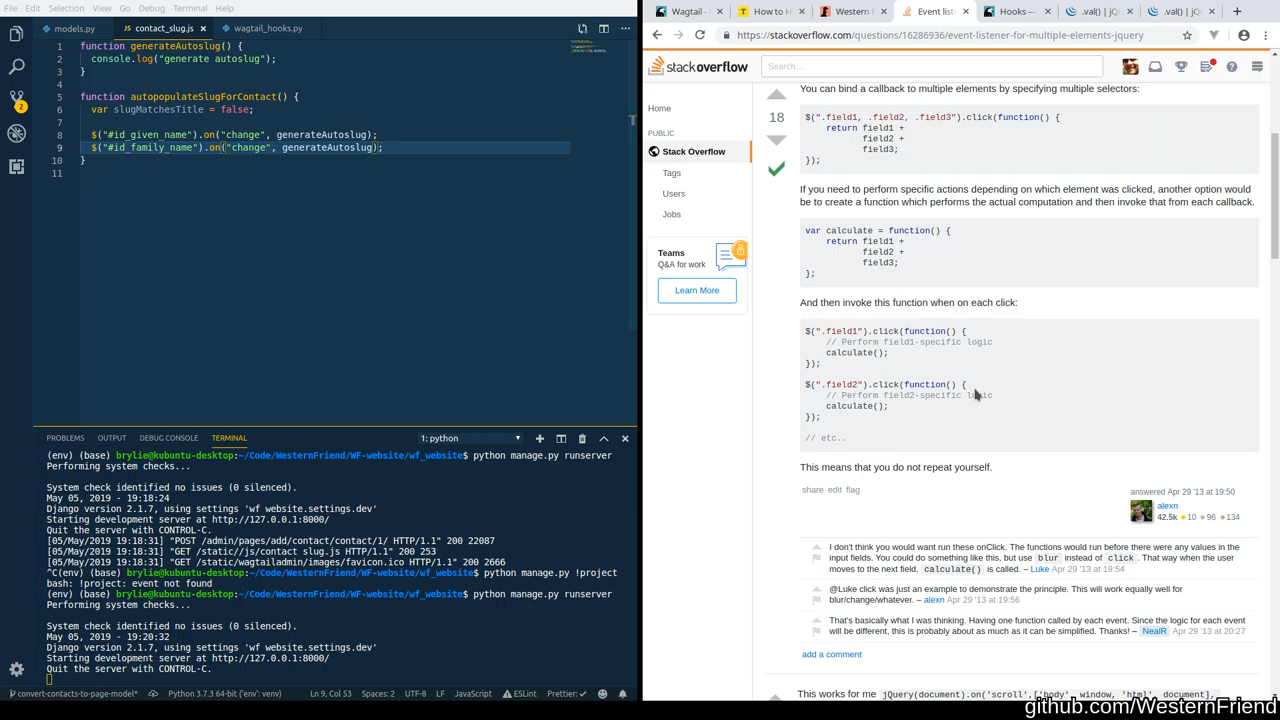 File Edit Selection View Go Debug Terminal Help
models.py contact_slug.js wagtail_hooks.py
1 function generateAutoslug() {
2 console.log("generate autoslug");
3 }
4
5 function autopopulateSlugForContact() {
6 var slugMatchesTitle = false;
7
8 $("#id_given_name").on("change", generateAutoslug);
9 $("#id_family_name").on("change", generateAutoslug);
10 }
11
2
PROBLEMS OUTPUT DEBUG CONSOLE TERMINAL 1: python
(env) (base) brylie@kubuntu-desktop:~/Code/WesternFriend/WF-website/wf_website$ python manage.py runserver
Performing system checks...
System check identified no issues (0 silenced).
May 05, 2019 - 19:18:24
Django version 2.1.7, using settings 'wf website.settings.dev'
Starting development server at http://127.0.0.1:8000/
Quit the server with CONTROL-C.
[05/May/2019 19:18:31] "POST /admin/pages/add/contact/contact/1/ HTTP/1.1" 200 22087
[05/May/2019 19:18:31] "GET /static//js/contact slug.js HTTP/1.1" 200 253
[05/May/2019 19:18:31] "GET /static/wagtailadmin/images/favicon.ico HTTP/1.1" 200 2666
^C(env) (base) brylie@kubuntu-desktop:~/Code/WesternFriend/WF-website/wf_website$ python manage.py !project
bash: !project: event not found
(env) (base) brylie@kubuntu-desktop:~/Code/WesternFriend/WF-website/wf_website$ python manage.py runserver
Performing system checks...
System check identified no issues (0 silenced).
May 05, 2019 - 19:20:32
Django version 2.1.7, using settings 'wf website.settings.dev'
Starting development server at http://127.0.0.1:8000/
Quit the server with CONTROL-C.
convert-contacts-to-page-model* Python 3.7.3 64-bit ('env': venv) Ln 9, Col 53 Spaces: 2 UTF-8 LF JavaScript ESLint Prettier: ✓
Wagtail - How to H Western Event liste Hooks — .val() | jQ .val() | jQ
https://stackoverflow.com/questions/16286936/event-listener-for-multiple-elements-jquery
stackoverflow Search...
Home
PUBLIC
Stack Overflow
Tags
Users
Jobs
Teams
Q&A for work
Learn More
18
You can bind a callback to multiple elements by specifying multiple selectors:
$(".field1, .field2, .field3").click(function() {
return field1 +
field2 +
field3;
});
If you need to perform specific actions depending on which element was clicked, another option would
be to create a function which performs the actual computation and then invoke that from each callback.
var calculate = function() {
return field1 +
field2 +
field3;
};
And then invoke this function when on each click:
$(".field1").click(function() {
// Perform field1-specific logic
calculate();
});
$(".field2").click(function() {
// Perform field2-specific logic
calculate();
});
// etc..
This means that you do not repeat yourself.
share edit flag
answered Apr 29 '13 at 19:50
alexn
42.5k 10 96 134
I don't think you would want run these onClick. The functions would run before there were any values in the
input fields. You could do something like this, but use blur instead of click. That way when the user
moves to the next field, calculate() is called. – Luke Apr 29 '13 at 19:54
@Luke click was just an example to demonstrate the principle. This will work equally well for
blur/change/whatever. – alexn Apr 29 '13 at 19:56
That's basically what I was thinking. Having one function called by each event. Since the logic for each event
will be different, this is probably about as much as it can be simplified. Thanks! – NealR Apr 29 '13 at 20:27
add a comment
This works for me jQuery(document).on('scroll',['body', window, 'html', document],
github.com/WesternFriend